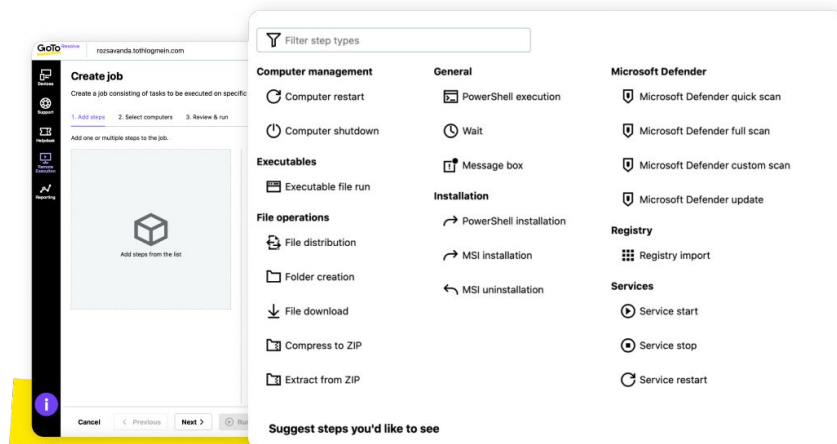 GoTo Resolve
rozsavanda.tothlogmein.com
Devices
Support
Helpdesk
Remote
Execution
Reporting
Create job
Create a job consisting of tasks to be executed on specific
1. Add steps
2. Select computers
3. Review & run
Add one or multiple steps to the job.
Add steps from the list
Cancel
Previous
Next
Filter step types
Computer management
Computer restart
Computer shutdown
Executables
Executable file run
File operations
File distribution
Folder creation
File download
Compress to ZIP
Extract from ZIP
General
PowerShell execution
Wait
Message box
Installation
PowerShell installation
MSI installation
MSI uninstallation
Microsoft Defender
Microsoft Defender quick scan
Microsoft Defender full scan
Microsoft Defender custom scan
Microsoft Defender update
Registry
Registry import
Services
Service start
Service stop
Service restart
Suggest steps you'd like to see